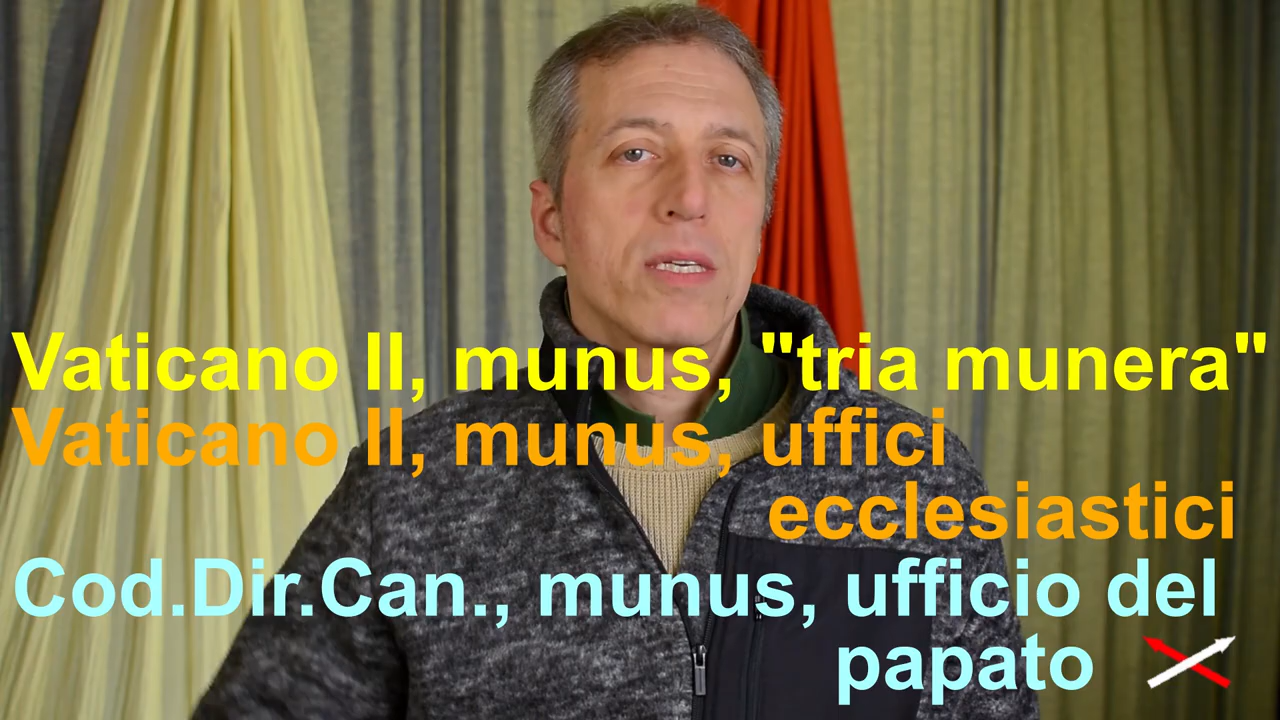 Vaticano II, munus, "tria munera"
Vaticano II, munus, uffici
ecclesiastici
Cod.Dir.Can., munus, ufficio del
papato